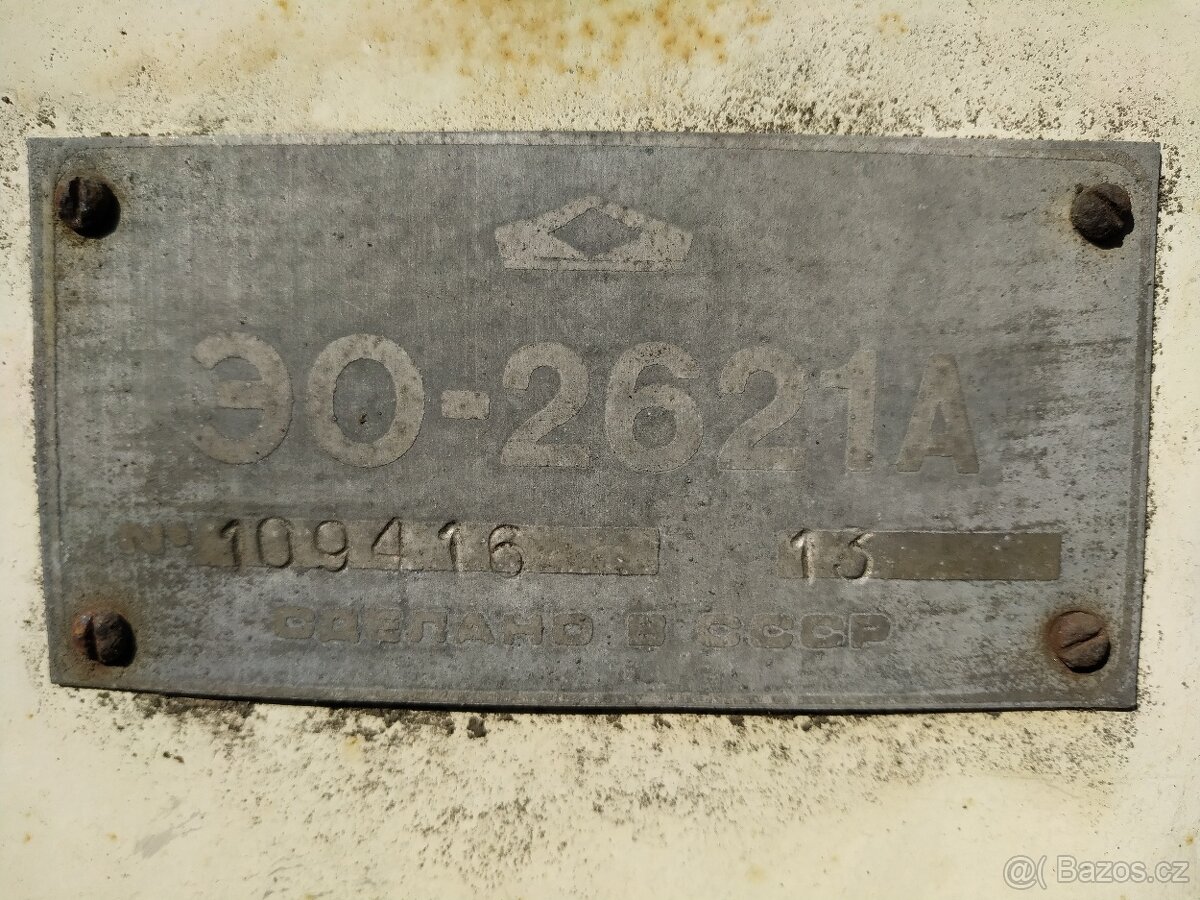 ЭО-2621А
№ 109416 13
СДЕЛАНО В СССР
@( Bazos.cz